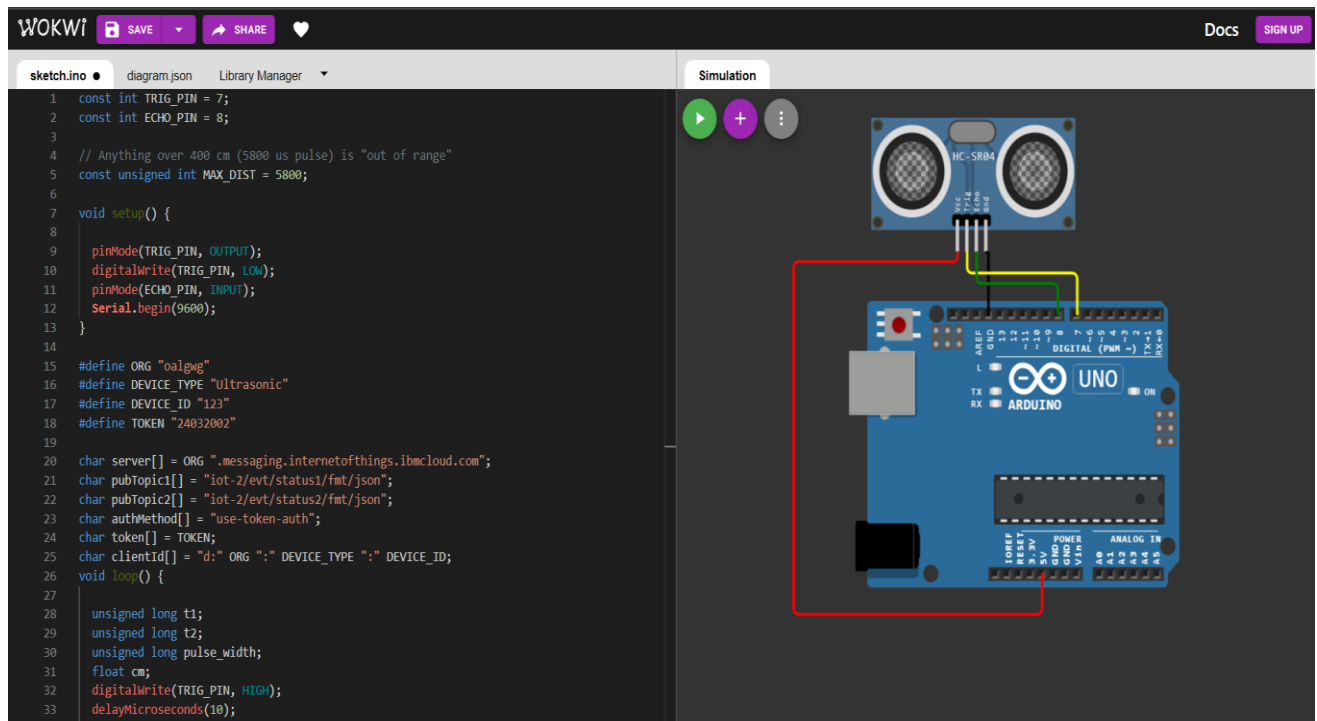 WOKWi SAVE SHARE Docs SIGN UP
sketch.ino diagram.json Library Manager
1 const int TRIG_PIN = 7;
2 const int ECHO_PIN = 8;
3
4 // Anything over 400 cm (5800 us pulse) is "out of range"
5 const unsigned int MAX_DIST = 5800;
6
7 void setup() {
8
9 pinMode(TRIG_PIN, OUTPUT);
10 digitalWrite(TRIG_PIN, LOW);
11 pinMode(ECHO_PIN, INPUT);
12 Serial.begin(9600);
13 }
14
15 #define ORG "oalgwg"
16 #define DEVICE_TYPE "Ultrasonic"
17 #define DEVICE_ID "123"
18 #define TOKEN "24032002"
19
20 char server[] = ORG ".messaging.internetofthings.ibmcloud.com";
21 char pubTopic1[] = "iot-2/evt/status1/fmt/json";
22 char pubTopic2[] = "iot-2/evt/status2/fmt/json";
23 char authMethod[] = "use-token-auth";
24 char token[] = TOKEN;
25 char clientId[] = "d:" ORG ":" DEVICE_TYPE ":" DEVICE_ID;
26 void loop() {
27
28 unsigned long t1;
29 unsigned long t2;
30 unsigned long pulse_width;
31 float cm;
32 digitalWrite(TRIG_PIN, HIGH);
33 delayMicroseconds(10);
Simulation
HC-SR04
Vcc
Trig
Echo
Gnd
AREF
GND
13
12
~11
~10
~9
8
7
~6
~5
4
~3
2
TX→1
RX←0
DIGITAL (PWM ~)
L
TX
RX
UNO
ARDUINO
ON
IOREF
RESET
3.3V
5V
GND
GND
Vin
POWER
ANALOG IN
A0
A1
A2
A3
A4
A5